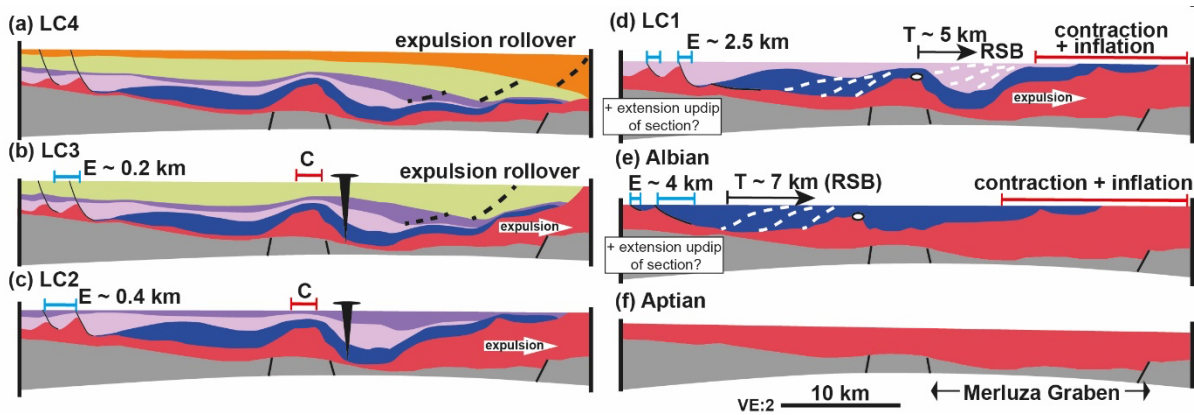 (a) LC4
expulsion rollover
(b) LC3
E ~ 0.2 km
C
expulsion rollover
expulsion
(c) LC2
E ~ 0.4 km
C
expulsion
(d) LC1
E ~ 2.5 km
T ~ 5 km
RSB
contraction
+ inflation
expulsion
+ extension updip
of section?
(e) Albian
E ~ 4 km
T ~ 7 km (RSB)
contraction + inflation
+ extension updip
of section?
(f) Aptian
VE:2
10 km
Merluza Graben